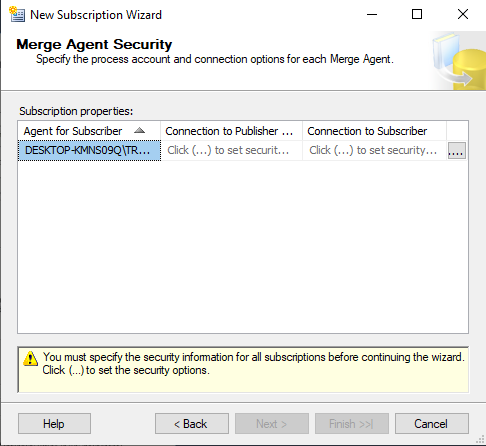 New Subscription Wizard
Merge Agent Security
Specify the process account and connection options for each Merge Agent.
Subscription properties:
Agent for Subscriber Connection to Publisher ... Connection to Subscriber
DESKTOP-KMNS09Q\TR... Click (...) to set securit... Click (...) to set security... ....
You must specify the security information for all subscriptions before continuing the wizard.
Click (...) to set the security options.
Help < Back Next > Finish >>| Cancel